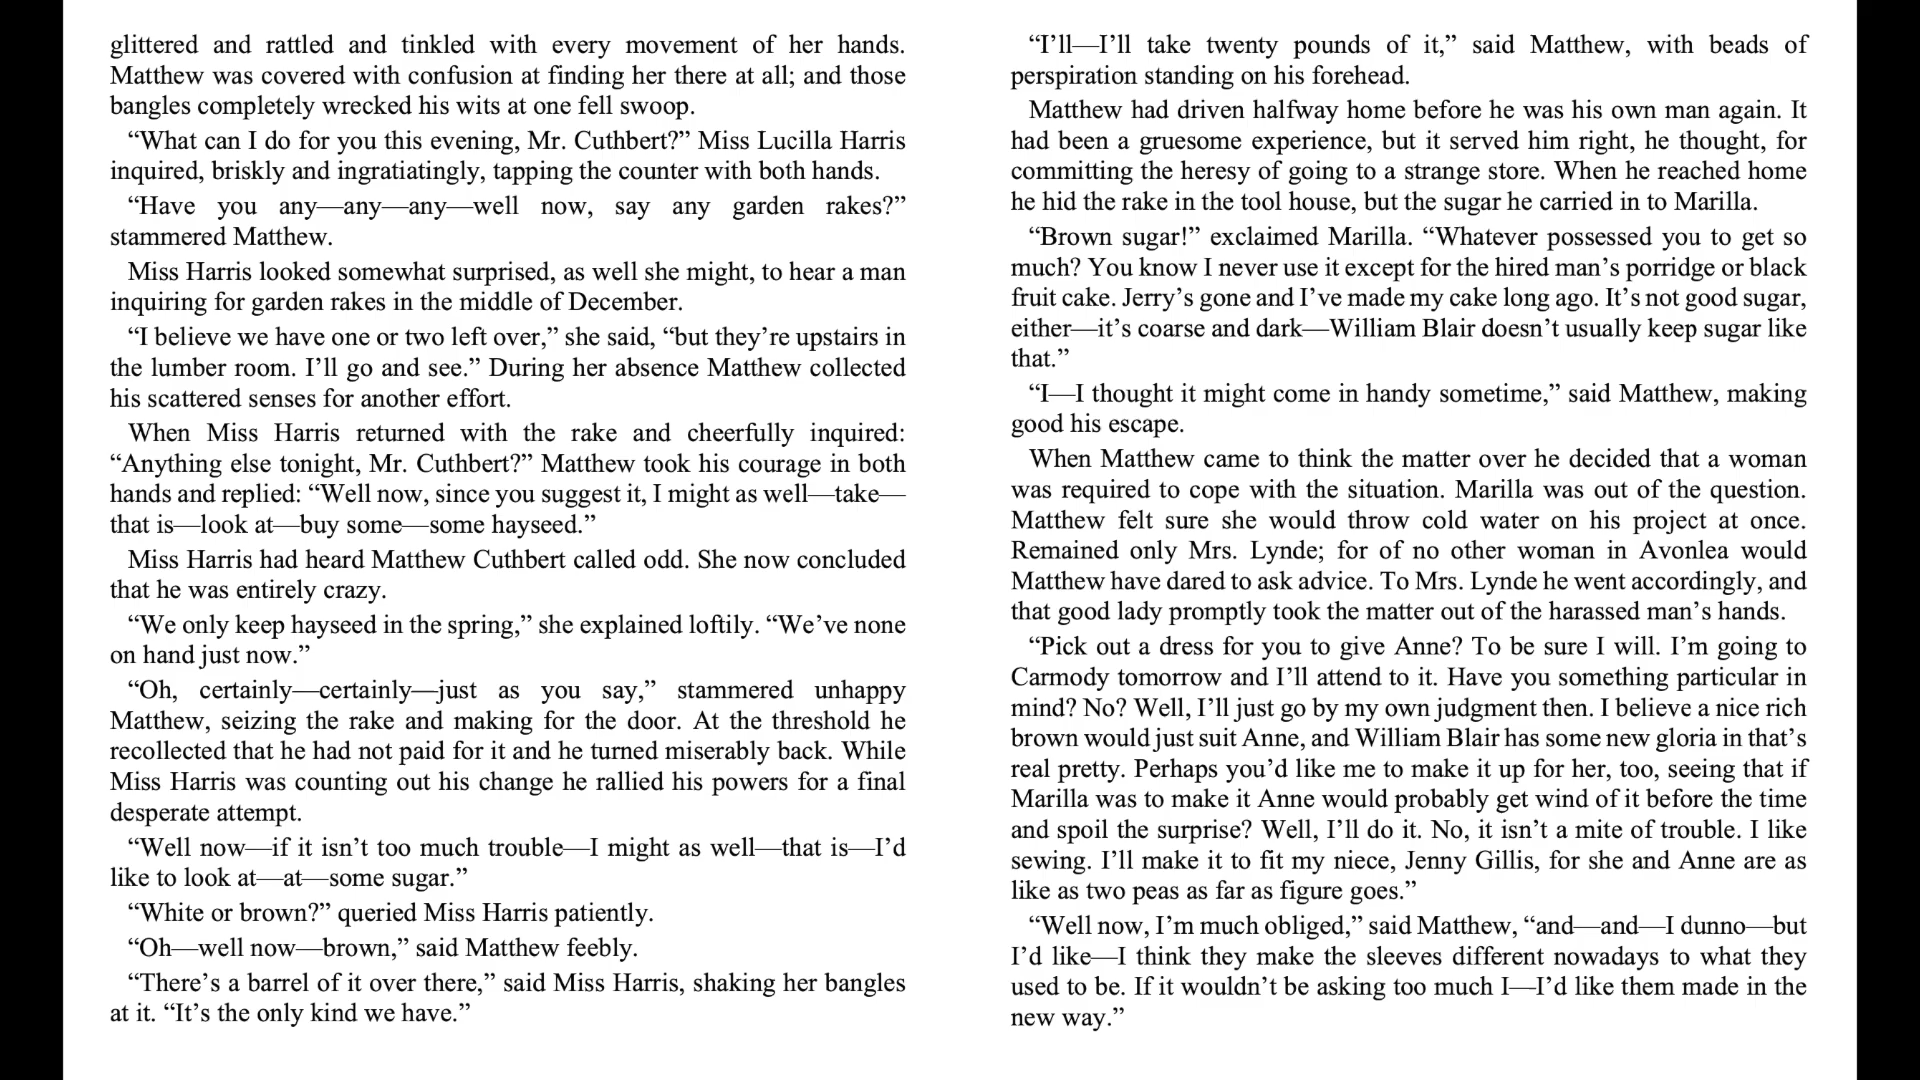 glittered and rattled and tinkled with every movement of her hands.
Matthew was covered with confusion at finding her there at all; and those
bangles completely wrecked his wits at one fell swoop.
“What can I do for you this evening, Mr. Cuthbert?” Miss Lucilla Harris
inquired, briskly and ingratiatingly, tapping the counter with both hands.
“Have you any—any—any—well now, say any garden rakes?”
stammered Matthew.
Miss Harris looked somewhat surprised, as well she might, to hear a man
inquiring for garden rakes in the middle of December.
“I believe we have one or two left over,” she said, “but they’re upstairs in
the lumber room. I’ll go and see.” During her absence Matthew collected
his scattered senses for another effort.
When Miss Harris returned with the rake and cheerfully inquired:
“Anything else tonight, Mr. Cuthbert?” Matthew took his courage in both
hands and replied: “Well now, since you suggest it, I might as well—take—
that is—look at—buy some—some hayseed.”
Miss Harris had heard Matthew Cuthbert called odd. She now concluded
that he was entirely crazy.
“We only keep hayseed in the spring,” she explained loftily. “We’ve none
on hand just now.”
“Oh, certainly—certainly—just as you say,” stammered unhappy
Matthew, seizing the rake and making for the door. At the threshold he
recollected that he had not paid for it and he turned miserably back. While
Miss Harris was counting out his change he rallied his powers for a final
desperate attempt.
“Well now—if it isn’t too much trouble—I might as well—that is—I’d
like to look at—at—some sugar.”
“White or brown?” queried Miss Harris patiently.
“Oh—well now—brown,” said Matthew feebly.
“There’s a barrel of it over there,” said Miss Harris, shaking her bangles
at it. “It’s the only kind we have.”
“I’ll—I’ll take twenty pounds of it,” said Matthew, with beads of
perspiration standing on his forehead.
Matthew had driven halfway home before he was his own man again. It
had been a gruesome experience, but it served him right, he thought, for
committing the heresy of going to a strange store. When he reached home
he hid the rake in the tool house, but the sugar he carried in to Marilla.
“Brown sugar!” exclaimed Marilla. “Whatever possessed you to get so
much? You know I never use it except for the hired man’s porridge or black
fruit cake. Jerry’s gone and I’ve made my cake long ago. It’s not good sugar,
either—it’s coarse and dark—William Blair doesn’t usually keep sugar like
that.”
“I—I thought it might come in handy sometime,” said Matthew, making
good his escape.
When Matthew came to think the matter over he decided that a woman
was required to cope with the situation. Marilla was out of the question.
Matthew felt sure she would throw cold water on his project at once.
Remained only Mrs. Lynde; for of no other woman in Avonlea would
Matthew have dared to ask advice. To Mrs. Lynde he went accordingly, and
that good lady promptly took the matter out of the harassed man’s hands.
“Pick out a dress for you to give Anne? To be sure I will. I’m going to
Carmody tomorrow and I’ll attend to it. Have you something particular in
mind? No? Well, I’ll just go by my own judgment then. I believe a nice rich
brown would just suit Anne, and William Blair has some new gloria in that’s
real pretty. Perhaps you’d like me to make it up for her, too, seeing that if
Marilla was to make it Anne would probably get wind of it before the time
and spoil the surprise? Well, I’ll do it. No, it isn’t a mite of trouble. I like
sewing. I’ll make it to fit my niece, Jenny Gillis, for she and Anne are as
like as two peas as far as figure goes.”
“Well now, I’m much obliged,” said Matthew, “and—and—I dunno—but
I’d like—I think they make the sleeves different nowadays to what they
used to be. If it wouldn’t be asking too much I—I’d like them made in the
new way.”